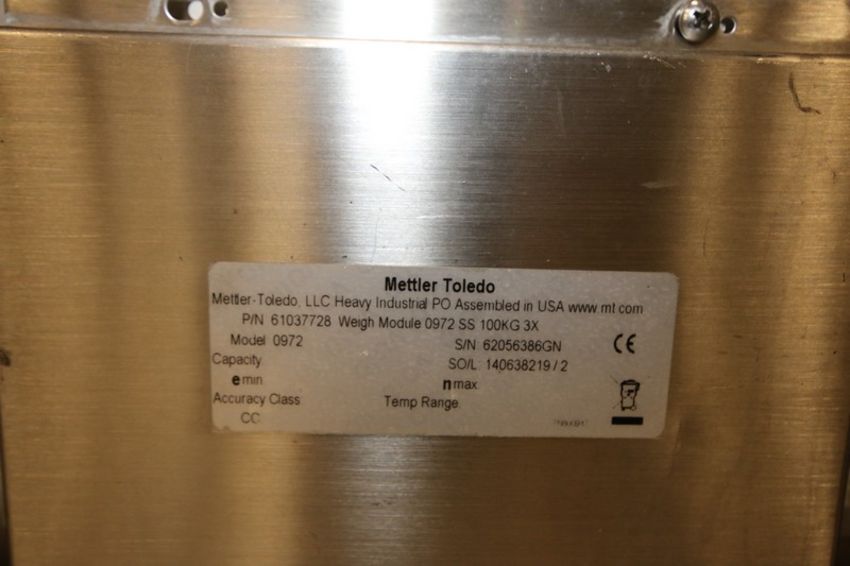 Mettler Toledo
Mettler-Toledo, LLC Heavy Industrial PO Assembled in USA www.mt.com
P/N 61037728 Weigh Module 0972 SS 100KG 3X
Model 0972 S/N 62056386GN CE
Capacity SO/L 140638219 / 2
e min n max
Accuracy Class Temp Range
CC